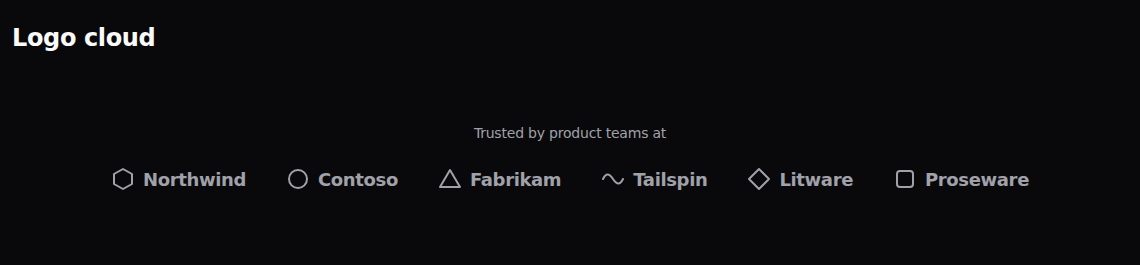 Logo cloud
Trusted by product teams at
Northwind Contoso Fabrikam Tailspin Litware Proseware